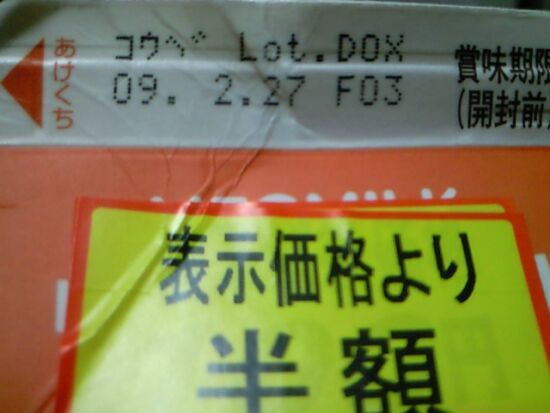 コウベ Lot.DOX
09. 2.27 F03
あけくち
賞味期限
(開封前
表示価格より
半額